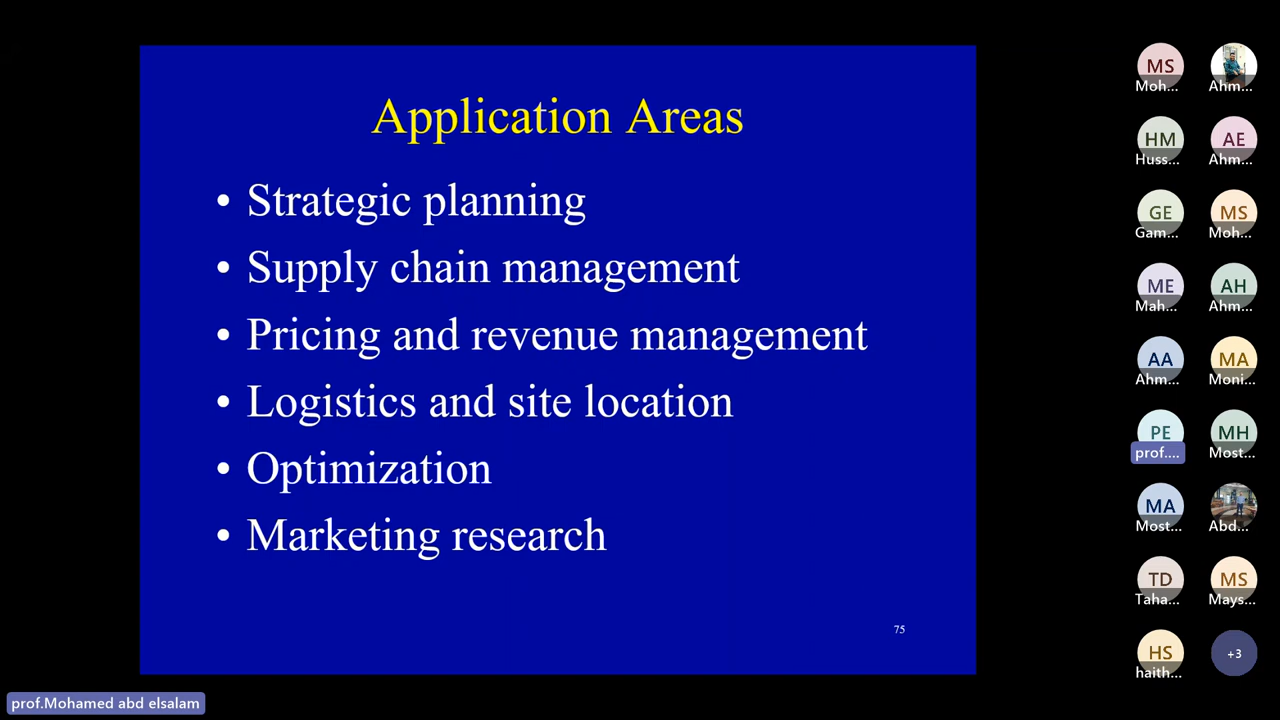 Application Areas
• Strategic planning
• Supply chain management
• Pricing and revenue management
• Logistics and site location
• Optimization
• Marketing research
75
MS
Moh...
Ahm...
HM
Huss...
AE
Ahm...
GE
Gam...
MS
Moh...
ME
Mah...
AH
Ahm...
AA
Ahm...
MA
Moni...
PE
prof....
MH
Most...
MA
Most...
Abd...
TD
Taha...
MS
Mays...
HS
haith...
+3
prof.Mohamed abd elsalam